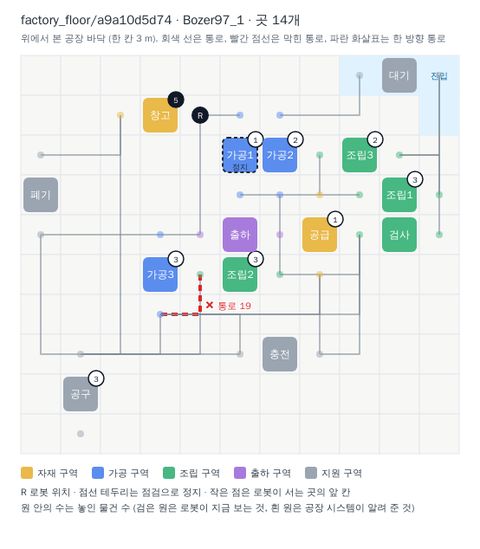 factory_floor/a9a10d5d74 · Bozer97_1 · 곳 14개
위에서 본 공장 바닥 (한 칸 3 m). 회색 선은 통로, 빨간 점선은 막힌 통로, 파란 화살표는 한 방향 통로
대기
전립
창고
5
R
가공1
1
정지
가공2
2
조립3
2
폐기
조립1
3
출하
공급
1
검사
가공3
3
조립2
3
✖ 통로 19
충전
공구
3
자재 구역
가공 구역
조립 구역
출하 구역
지원 구역
R 로봇 위치 · 점선 테두리는 점검으로 정지 · 작은 점은 로봇이 서는 곳의 앞 칸
원 안의 수는 놓인 물건 수 (검은 원은 로봇이 지금 보는 것, 흰 원은 공장 시스템이 알려 준 것)